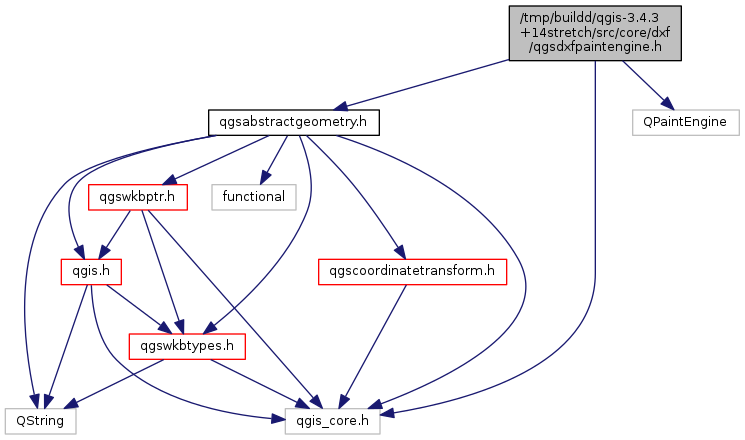 /tmp/buildd/qgis-3.4.3
+14stretch/src/core/dxf
/qgsdxfpaintengine.h
qgsabstractgeometry.h
QPaintEngine
qgswkbptr.h
functional
qgis.h
qgscoordinatetransform.h
qgswkbtypes.h
QString
qgis_core.h